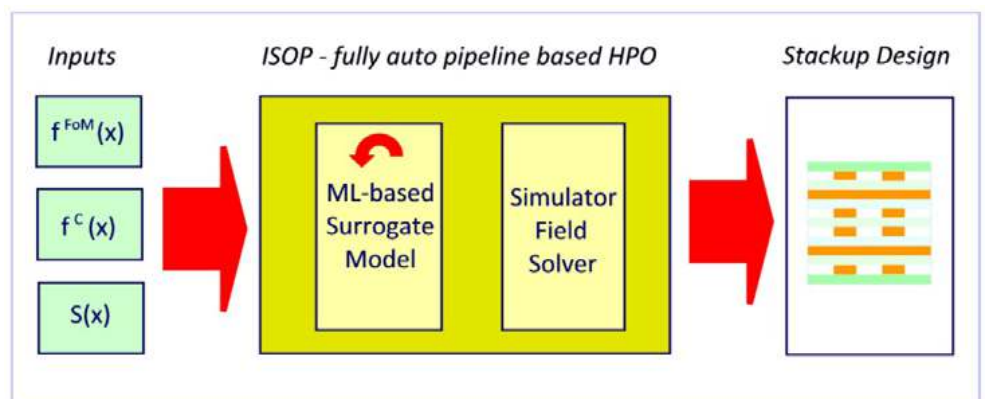 Inputs
ISOP - fully auto pipeline based HPO
Stackup Design
f FoM (x)
f C (x)
S(x)
ML-based
Surrogate
Model
Simulator
Field
Solver